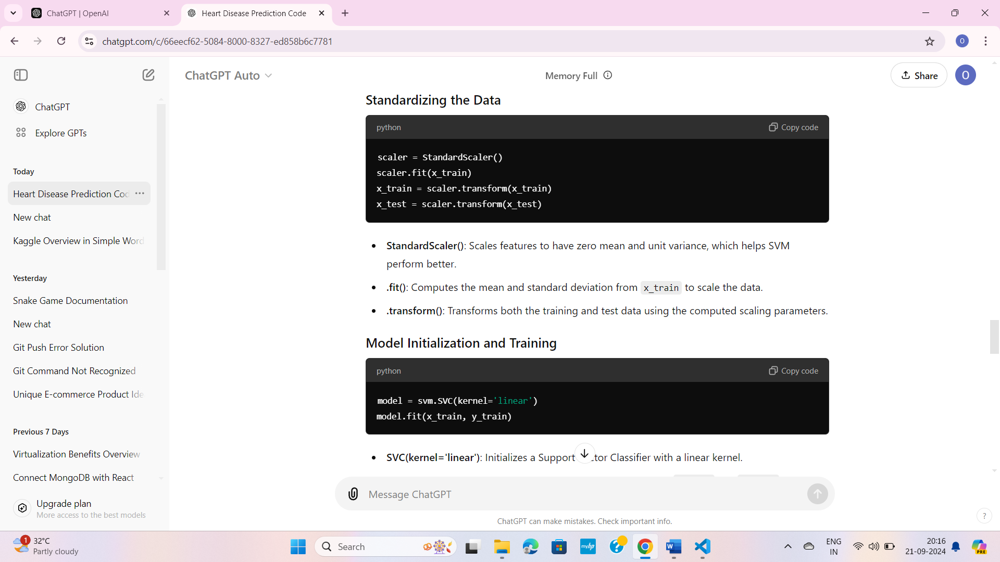 ChatGPT | OpenAI
Heart Disease Prediction Code
chatgpt.com/c/66eecf62-5084-8000-8327-ed858b6c7781
O
ChatGPT
Explore GPTs
Today
Heart Disease Prediction Cod
New chat
Kaggle Overview in Simple Word
Yesterday
Snake Game Documentation
New chat
Git Push Error Solution
Git Command Not Recognized
Unique E-commerce Product Ide
Previous 7 Days
Virtualization Benefits Overview
Connect MongoDB with React
Upgrade plan
More access to the best models
ChatGPT Auto
Memory Full
Share
O
Standardizing the Data
python
Copy code
scaler = StandardScaler()
scaler.fit(x_train)
x_train = scaler.transform(x_train)
x_test = scaler.transform(x_test)
• StandardScaler(): Scales features to have zero mean and unit variance, which helps SVM
perform better.
• .fit(): Computes the mean and standard deviation from x_train to scale the data.
• .transform(): Transforms both the training and test data using the computed scaling parameters.
Model Initialization and Training
python
Copy code
model = svm.SVC(kernel='linear')
model.fit(x_train, y_train)
• SVC(kernel='linear'): Initializes a Support ctor Classifier with a linear kernel.
Message ChatGPT
ChatGPT can make mistakes. Check important info.
?
1
32°C
Partly cloudy
Search
myhp
?
W
ENG
IN
20:16
21-09-2024
PRE